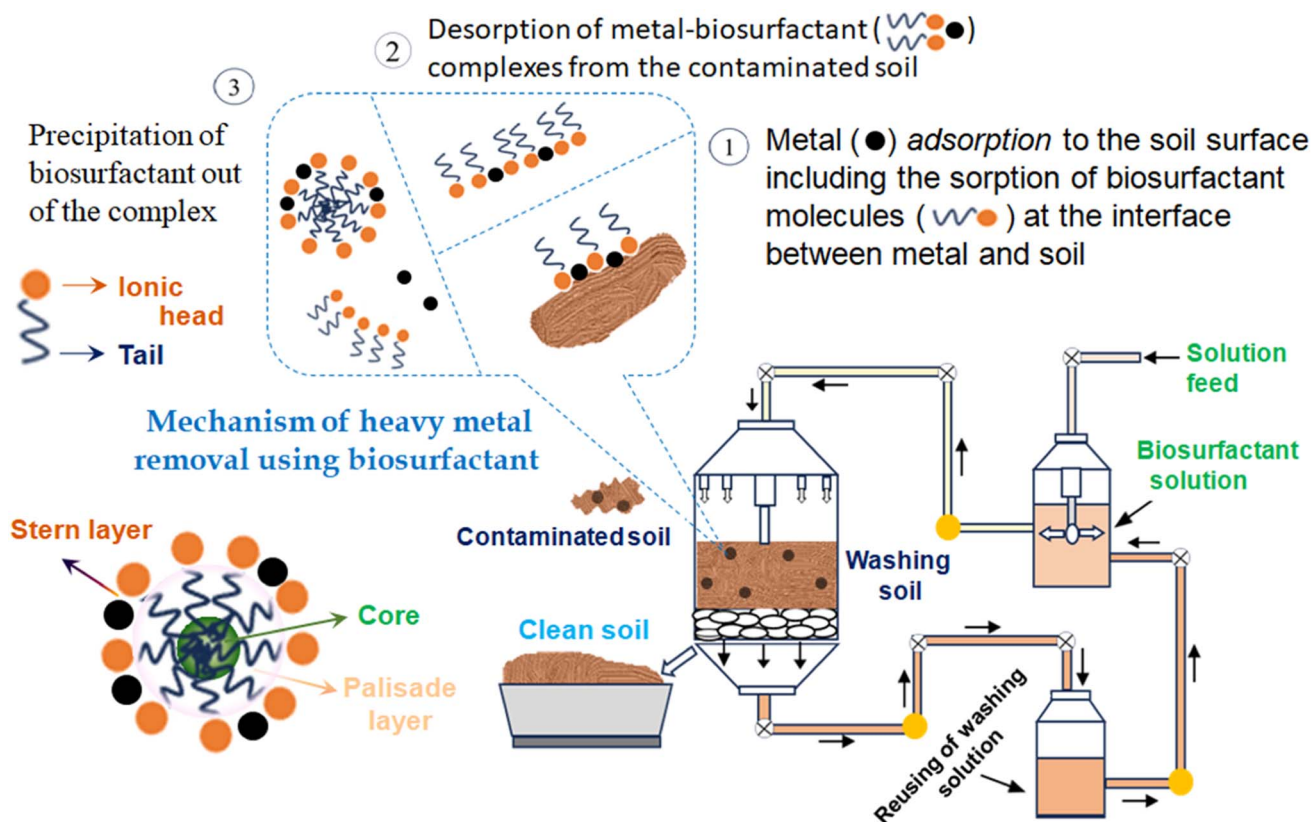 2
Desorption of metal-biosurfactant ( )
complexes from the contaminated soil
3
Precipitation of
biosurfactant out
of the complex
1
Metal ( ) adsorption to the soil surface
including the sorption of biosurfactant
molecules ( ) at the interface
between metal and soil
Ionic
head
Tail
Mechanism of heavy metal
removal using biosurfactant
Solution
feed
Biosurfactant
solution
Contaminated soil
Washing
soil
Stern layer
Core
Palisade
layer
Clean soil
Reusing of washing
solution